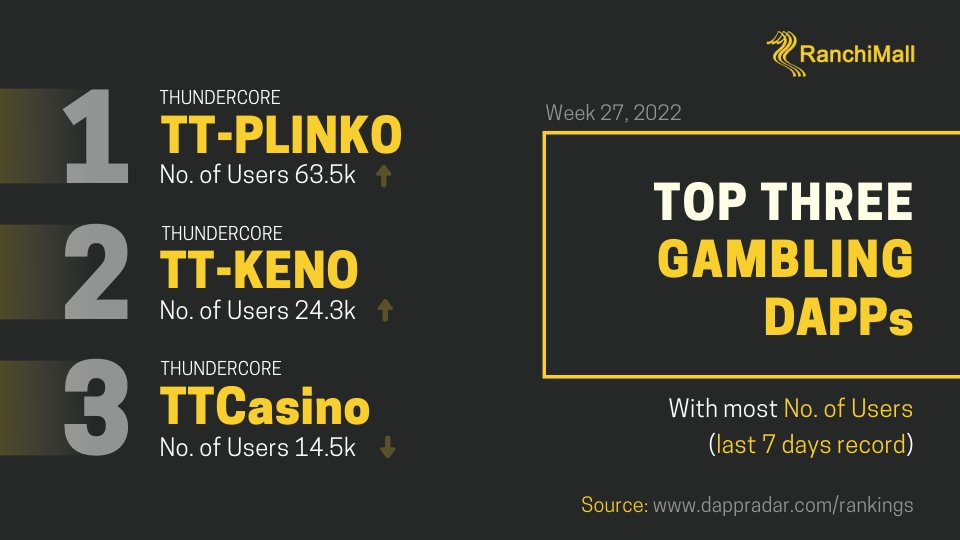 RanchiMall
1
THUNDERCORE
TT-PLINKO
No. of Users 63.5k
2
THUNDERCORE
TT-KENO
No. of Users 24.3k
3
THUNDERCORE
TTCasino
No. of Users 14.5k
Week 27, 2022
TOP THREE
GAMBLING
DAPPs
With most No. of Users
(last 7 days record)
Source: www.dappradar.com/rankings